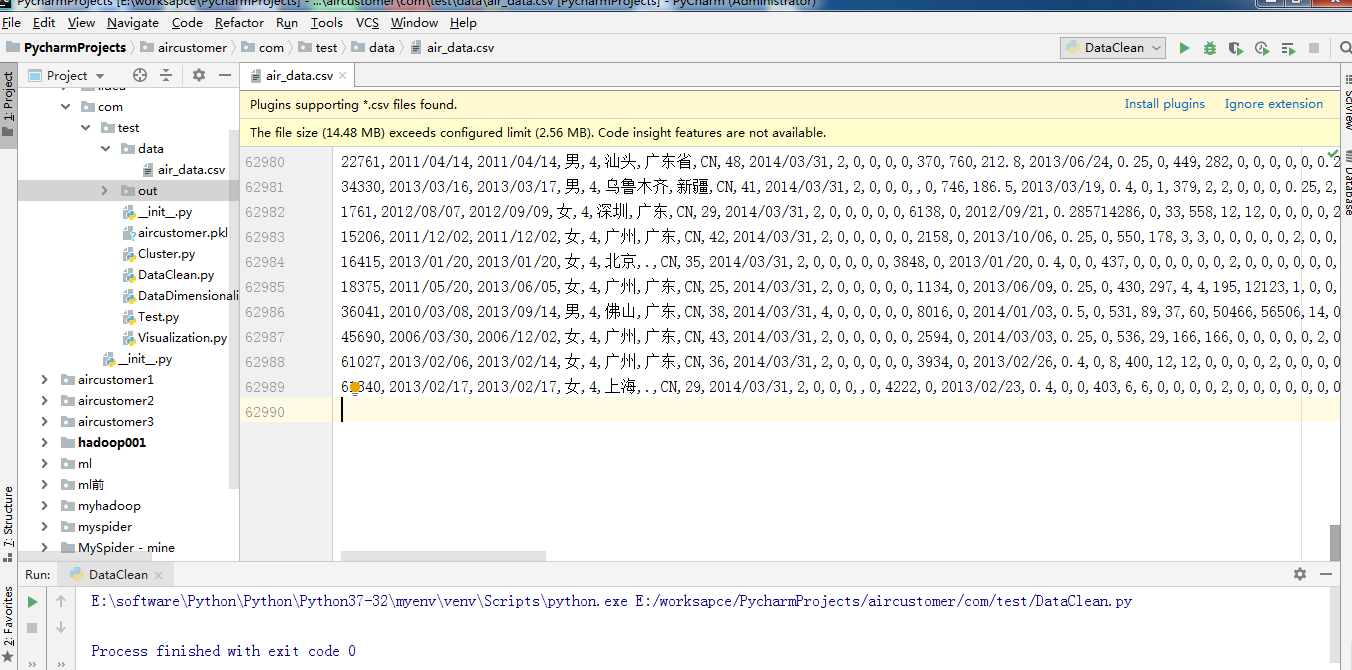 PycharmProjects [E:\worksapce\PycharmProjects] - ...\aircustomer\com\test\data\air_data.csv [PycharmProjects] - PyCharm (Administrator)
File Edit View Navigate Code Refactor Run Tools VCS Window Help
PycharmProjects aircustomer com test data air_data.csv DataClean
Project air_data.csv
1: Project
Plugins supporting *.csv files found. Install plugins Ignore extension
The file size (14.48 MB) exceeds configured limit (2.56 MB). Code insight features are not available.
.idea
com
test
data
air_data.csv
out
__init__.py
aircustomer.pkl
Cluster.py
DataClean.py
DataDimensionali
Test.py
Visualization.py
__init__.py
aircustomer1
aircustomer2
aircustomer3
hadoop001
ml
ml前
myhadoop
myspider
MySpider - mine
62980 22761,2011/04/14,2011/04/14,男,4,汕头,广东省,CN,48,2014/03/31,2,0,0,0,0,370,760,212.8,2013/06/24,0.25,0,449,282,0,0,0,0,0,0.2
62981 34330,2013/03/16,2013/03/17,男,4,乌鲁木齐,新疆,CN,41,2014/03/31,2,0,0,0,,0,746,186.5,2013/03/19,0.4,0,1,379,2,2,0,0,0,0.25,2,
62982 1761,2012/08/07,2012/09/09,女,4,深圳,广东,CN,29,2014/03/31,2,0,0,0,0,0,6138,0,2012/09/21,0.285714286,0,33,558,12,12,0,0,0,0,2
62983 15206,2011/12/02,2011/12/02,女,4,广州,广东,CN,42,2014/03/31,2,0,0,0,0,0,2158,0,2013/10/06,0.25,0,550,178,3,3,0,0,0,0,0,2,0,0,
62984 16415,2013/01/20,2013/01/20,女,4,北京,.,CN,35,2014/03/31,2,0,0,0,0,0,3848,0,2013/01/20,0.4,0,0,437,0,0,0,0,0,0,2,0,0,0,0,0,
62985 18375,2011/05/20,2013/06/05,女,4,广州,广东,CN,25,2014/03/31,2,0,0,0,0,0,1134,0,2013/06/09,0.25,0,430,297,4,4,195,12123,1,0,0,
62986 36041,2010/03/08,2013/09/14,男,4,佛山,广东,CN,38,2014/03/31,4,0,0,0,0,0,8016,0,2014/01/03,0.5,0,531,89,37,60,50466,56506,14,0
62987 45690,2006/03/30,2006/12/02,女,4,广州,广东,CN,43,2014/03/31,2,0,0,0,0,0,2594,0,2014/03/03,0.25,0,536,29,166,166,0,0,0,0,0,2,0
62988 61027,2013/02/06,2013/02/14,女,4,广州,广东,CN,36,2014/03/31,2,0,0,0,0,0,3934,0,2013/02/26,0.4,0,8,400,12,12,0,0,0,0,2,0,0,0,0
62989 2013/02/17,2013/02/17,女,4,上海,.,CN,29,2014/03/31,2,0,0,0,,0,4222,0,2013/02/23,0.4,0,0,403,6,6,0,0,0,0,2,0,0,0,0,0,0
62990
SciView
Database
7: Structure
2: Favorites
Run: DataClean
E:\software\Python\Python\Python37-32\myenv\venv\Scripts\python.exe E:/worksapce/PycharmProjects/aircustomer/com/test/DataClean.py
Process finished with exit code 0